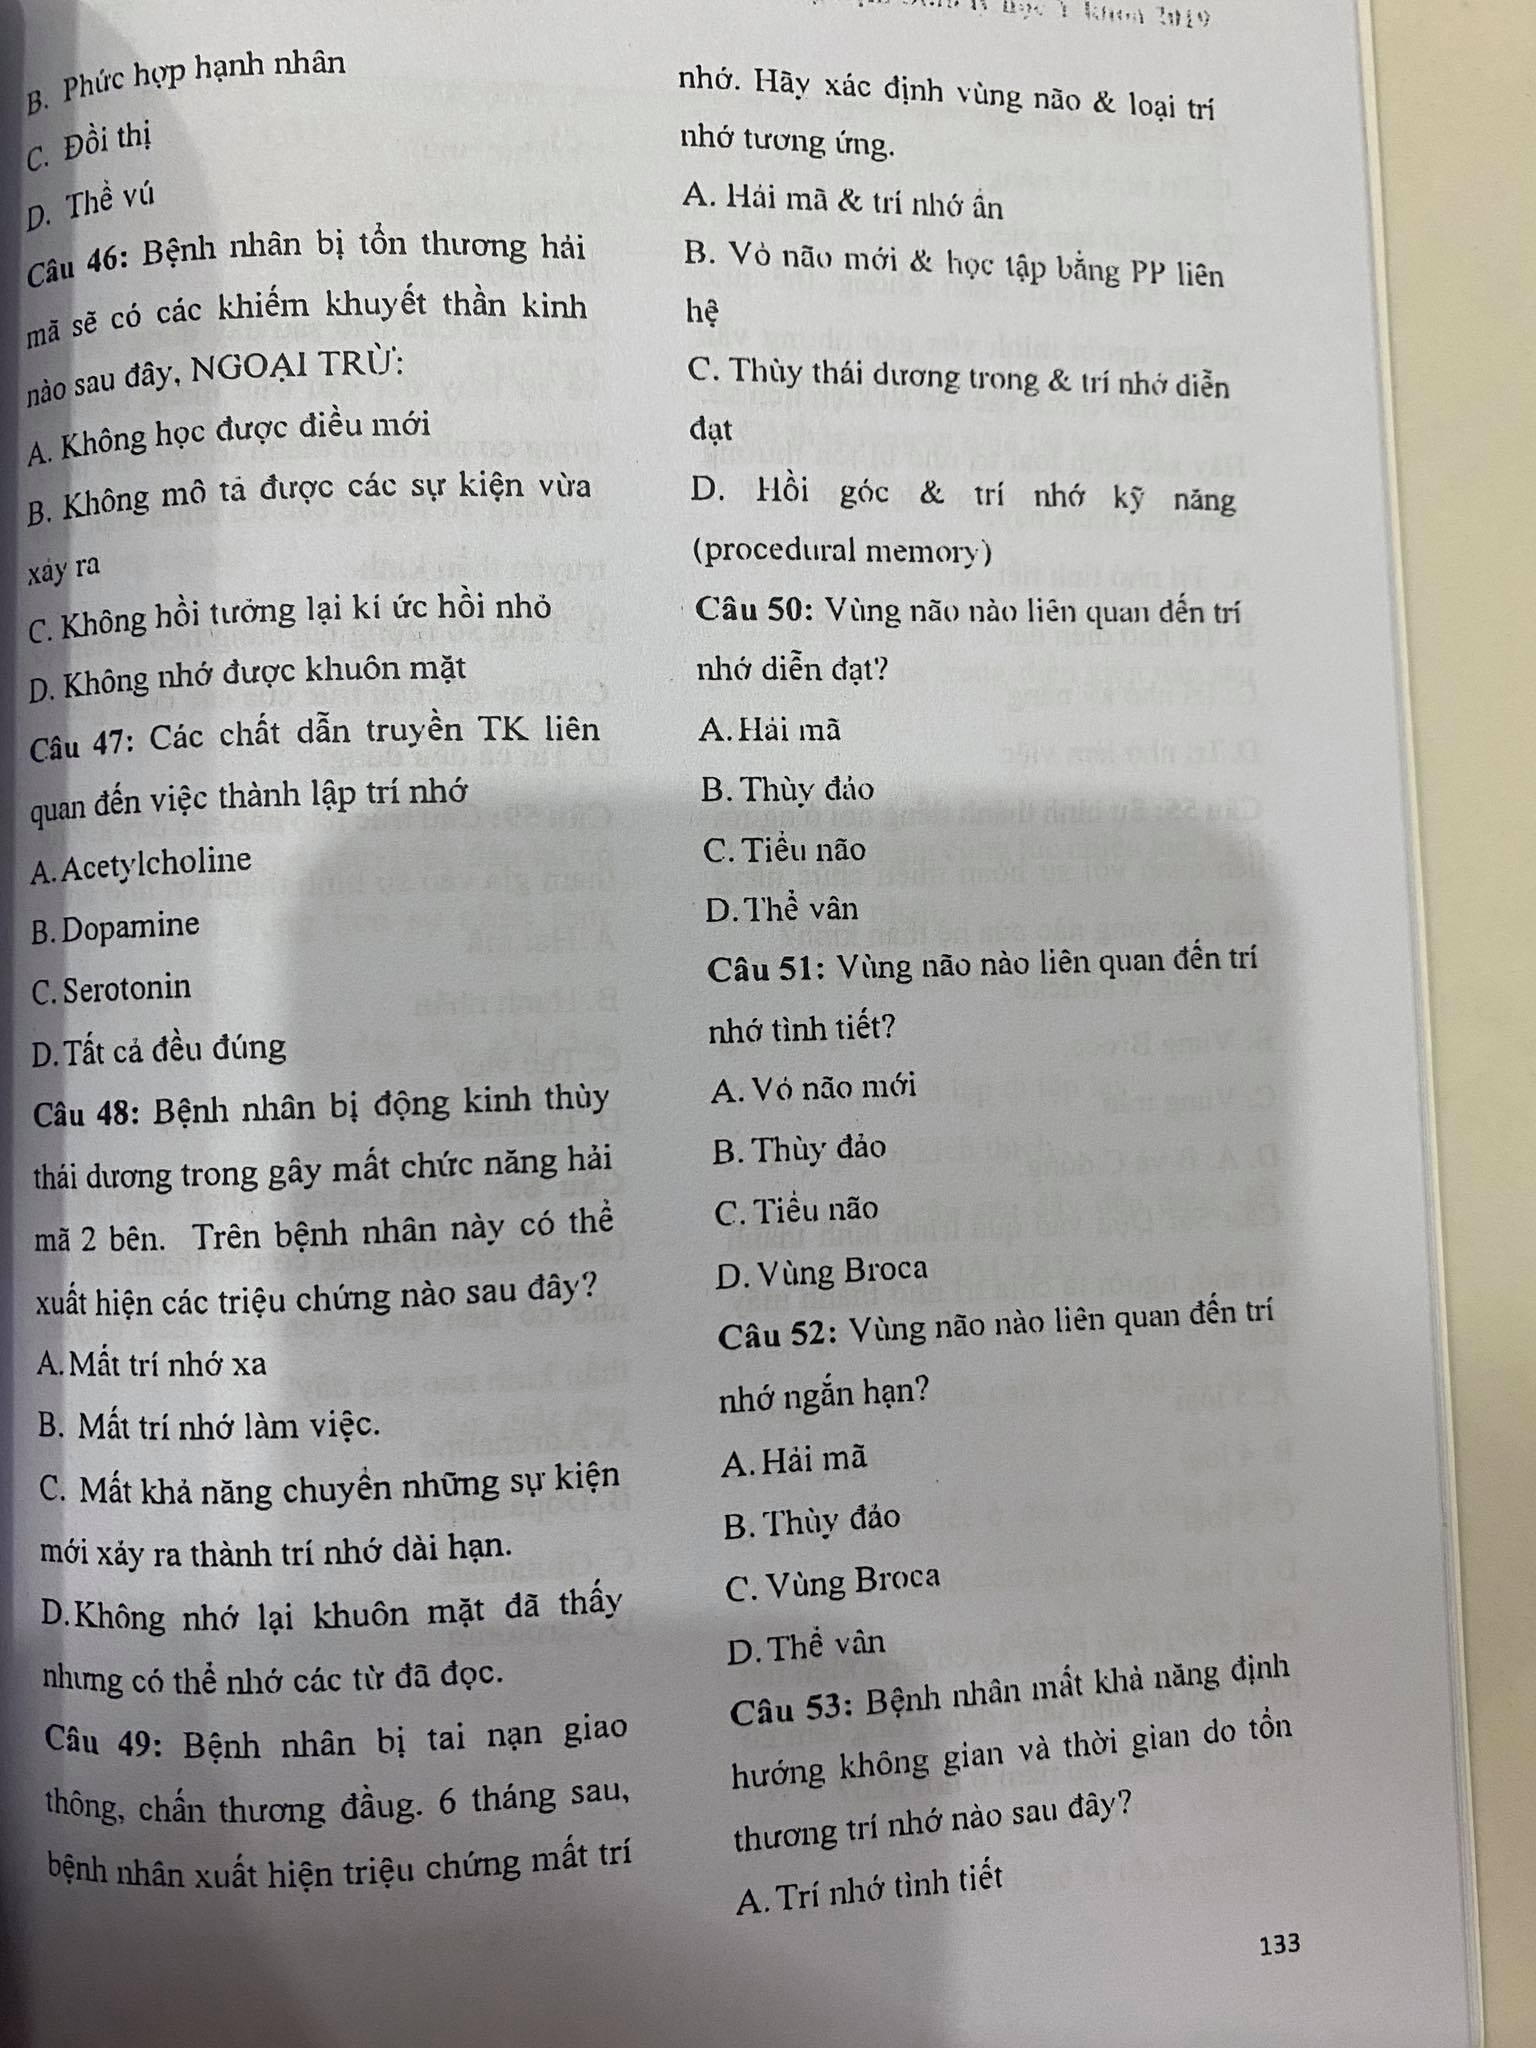 Y khoa 2019
B. Phức hợp hạnh nhân
C. Đồi thị
D. Thể vú
Câu 46: Bệnh nhân bị tổn thương hải
mã sẽ có các khiếm khuyết thần kinh
nào sau đây, NGOẠI TRỪ:
A. Không học được điều mới
B. Không mô tả được các sự kiện vừa
xảy ra
C. Không hồi tưởng lại kí ức hồi nhỏ
D. Không nhớ được khuôn mặt
Câu 47: Các chất dẫn truyền TK liên
quan đến việc thành lập trí nhớ
A. Acetylcholine
B. Dopamine
C. Serotonin
D. Tất cả đều đúng
Câu 48: Bệnh nhân bị động kinh thùy
thái dương trong gây mất chức năng hải
mã 2 bên. Trên bệnh nhân này có thể
xuất hiện các triệu chứng nào sau đây?
A. Mất trí nhớ xa
B. Mất trí nhớ làm việc.
C. Mất khả năng chuyển những sự kiện
mới xảy ra thành trí nhớ dài hạn.
D. Không nhớ lại khuôn mặt đã thấy
nhưng có thể nhớ các từ đã đọc.
Câu 49: Bệnh nhân bị tai nạn giao
thông, chấn thương đầug. 6 tháng sau,
bệnh nhân xuất hiện triệu chứng mất trí
nhớ. Hãy xác định vùng não & loại trí
nhớ tương ứng.
A. Hải mã & trí nhớ ẩn
B. Vỏ não mới & học tập bằng PP liên
hệ
C. Thùy thái dương trong & trí nhớ diễn
đạt
D. Hồi góc & trí nhớ kỹ năng
(procedural memory)
Câu 50: Vùng não nào liên quan đến trí
nhớ diễn đạt?
A. Hải mã
B. Thùy đảo
C. Tiểu não
D. Thể vân
Câu 51: Vùng não nào liên quan đến trí
nhớ tình tiết?
A. Vỏ não mới
B. Thùy đảo
C. Tiểu não
D. Vùng Broca
Câu 52: Vùng não nào liên quan đến trí
nhớ ngắn hạn?
A. Hải mã
B. Thùy đảo
C. Vùng Broca
D. Thể vân
Câu 53: Bệnh nhân mất khả năng định
hướng không gian và thời gian do tổn
thương trí nhớ nào sau đây?
A. Trí nhớ tình tiết
133